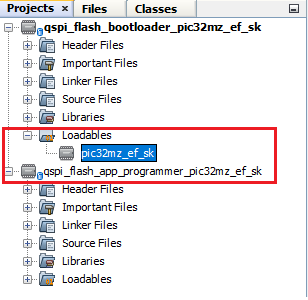 Projects x Files Classes
qspi_flash_bootloader_pic32mz_ef_sk
Header Files
Important Files
Linker Files
Source Files
Libraries
Loadables
pic32mz_ef_sk
qspi_flash_app_programmer_pic32mz_ef_sk
Header Files
Important Files
Linker Files
Source Files
Libraries
Loadables